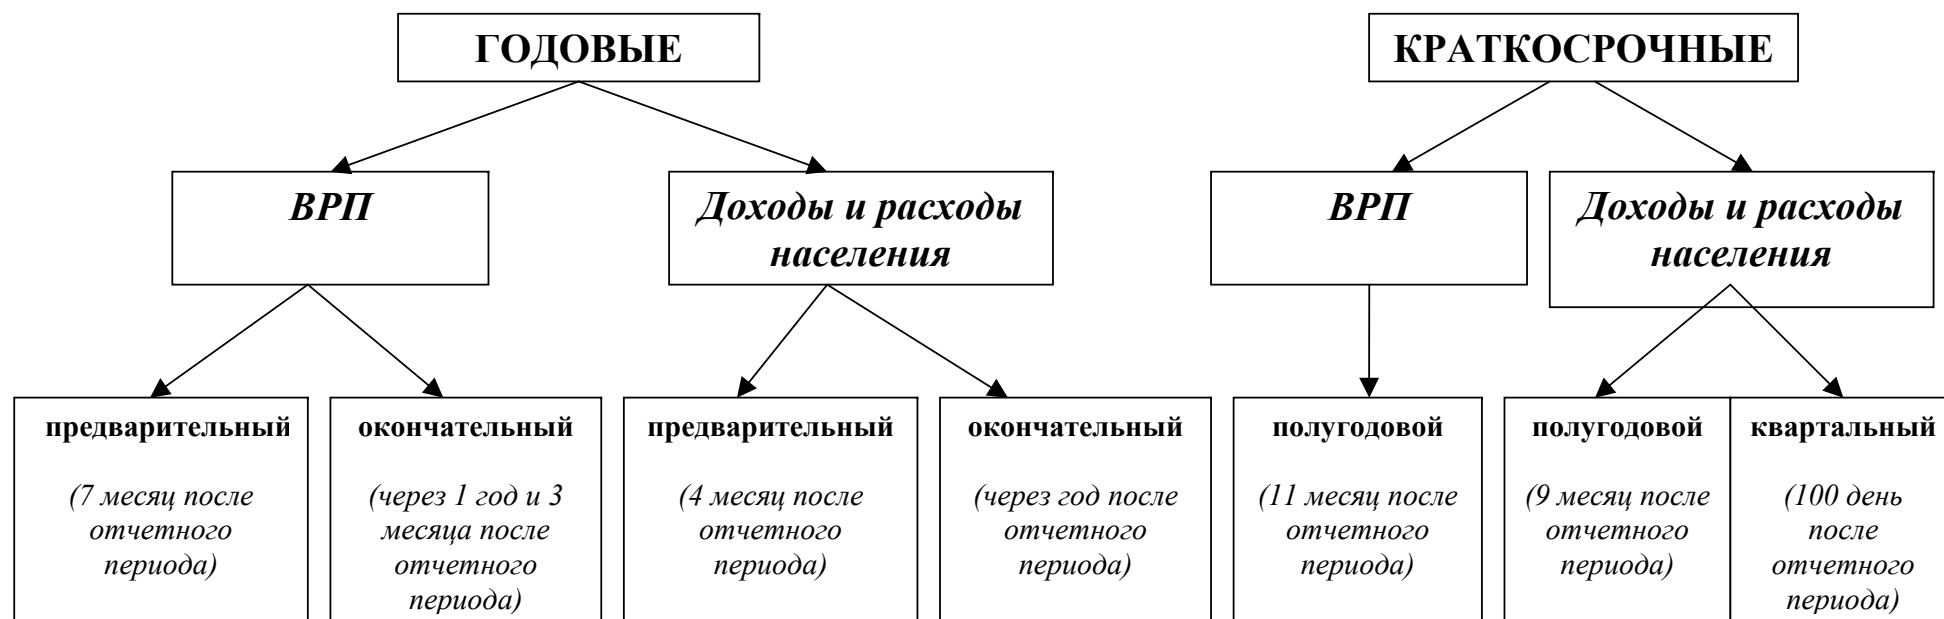 ГОДОВЫЕ
КРАТКОСРОЧНЫЕ
ВРП
Доходы и расходы
населения
ВРП
Доходы и расходы
населения
предварительный
(7 месяц после
отчетного
периода)
окончательный
(через 1 год и 3
месяца после
отчетного
периода)
предварительный
(4 месяц после
отчетного
периода)
окончательный
(через год после
отчетного
периода)
полугодовой
(11 месяц после
отчетного
периода)
полугодовой
(9 месяц после
отчетного
периода)
квартальный
(100 день
после
отчетного
периода)